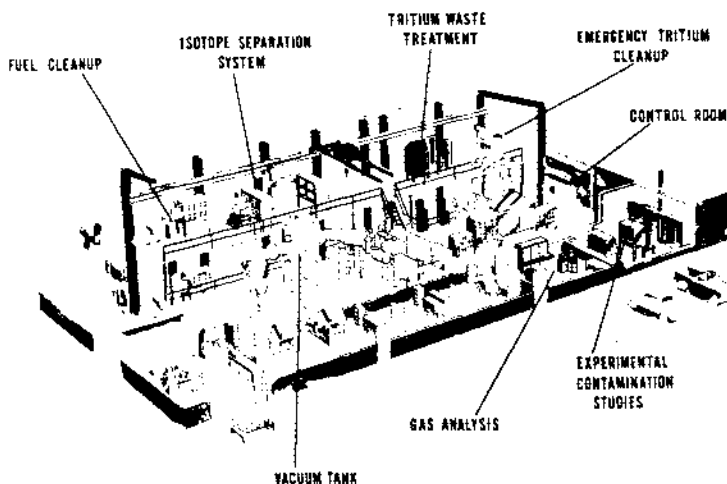 TRITIUM WASTE
TREATMENT
ISOTOPE SEPARATION
SYSTEM
EMERGENCY TRITIUM
CLEANUP
FUEL CLEANUP
CONTROL ROOM
EXPERIMENTAL
CONTAMINATION
STUDIES
GAS ANALYSIS
VACUUM TANK